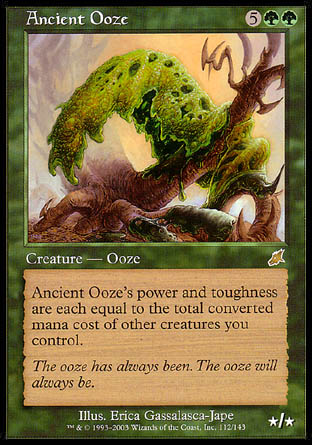 Ancient Ooze 5
Creature — Ooze
Ancient Ooze's power and toughness
are each equal to the total converted
mana cost of other creatures you
control.
The ooze has always been. The ooze will
always be.
Illus. Erica Gassalasca-Jape
™ & © 1993–2003 Wizards of the Coast, Inc. 112/143
★/★